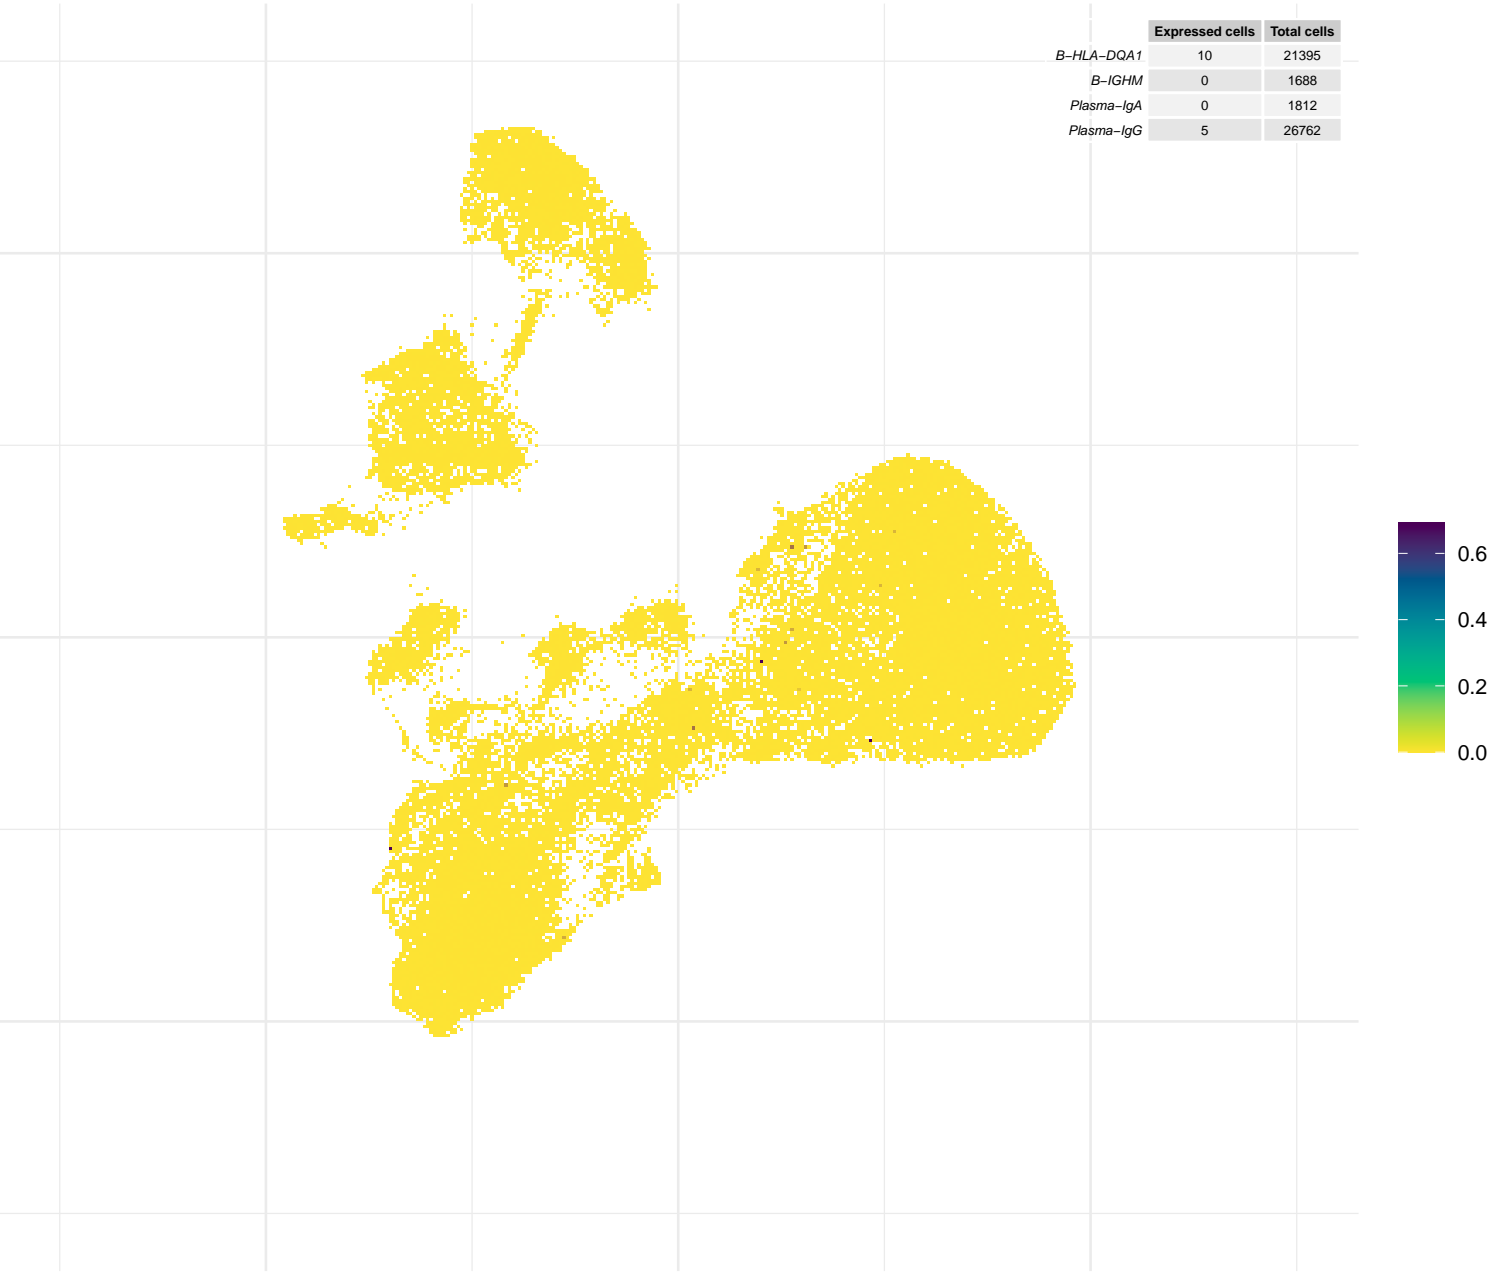 Expressed cells Total cells
B−HLA−DQA1 10 21395
B−IGHM 0 1688
Plasma−IgA 0 1812
Plasma−IgG 5 26762
0.6
0.4
0.2
0.0